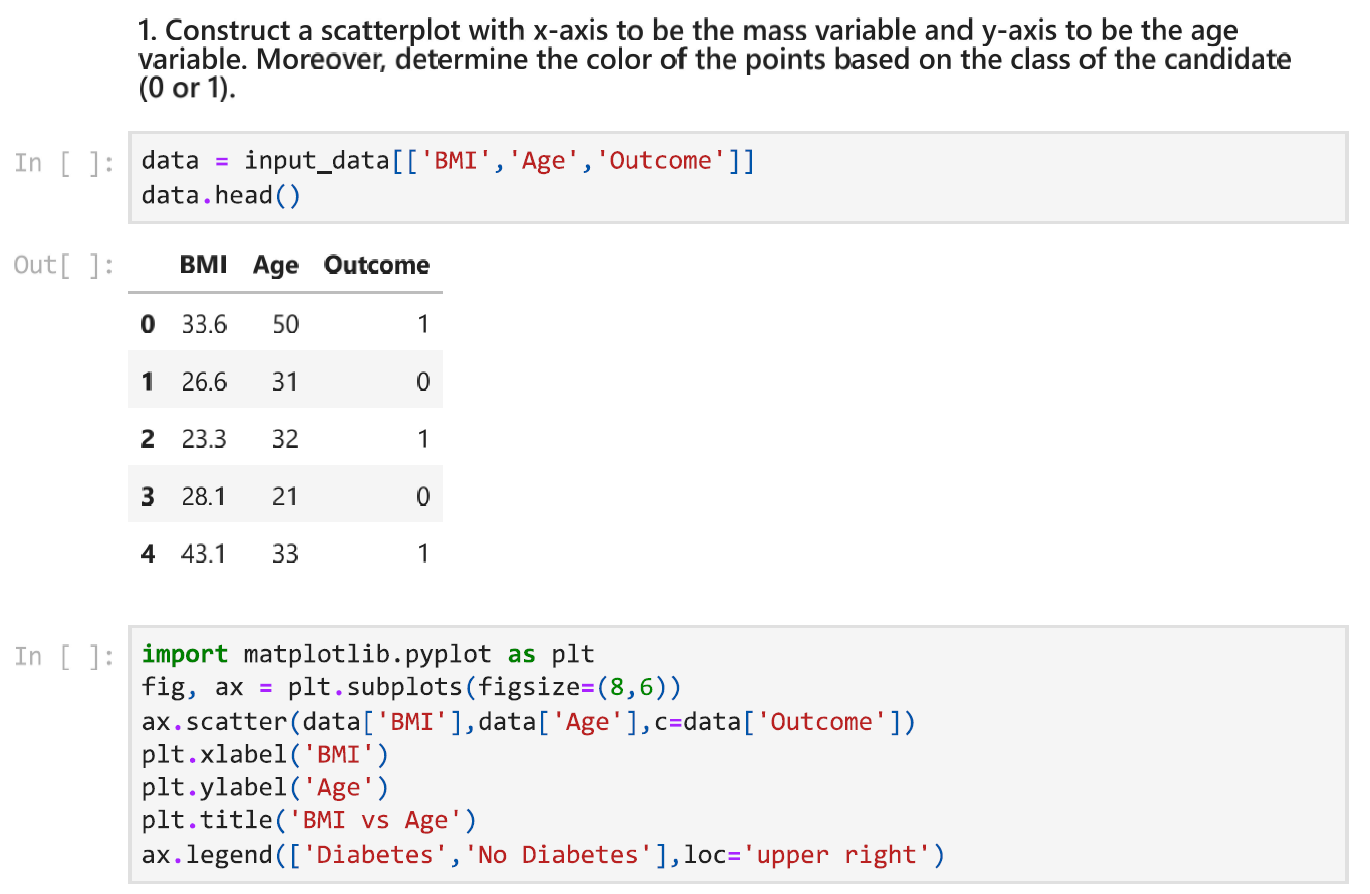 1. Construct a scatterplot with x-axis to be the mass variable and y-axis to be the age
variable. Moreover, determine the color of the points based on the class of the candidate
(0 or 1).
In [ ]: data = input_data[['BMI','Age','Outcome']]
data.head()
Out[ ]: BMI Age Outcome
0 33.6 50 1
1 26.6 31 0
2 23.3 32 1
3 28.1 21 0
4 43.1 33 1
In [ ]: import matplotlib.pyplot as plt
fig, ax = plt.subplots(figsize=(8,6))
ax.scatter(data['BMI'],data['Age'],c=data['Outcome'])
plt.xlabel('BMI')
plt.ylabel('Age')
plt.title('BMI vs Age')
ax.legend(['Diabetes','No Diabetes'],loc='upper right')